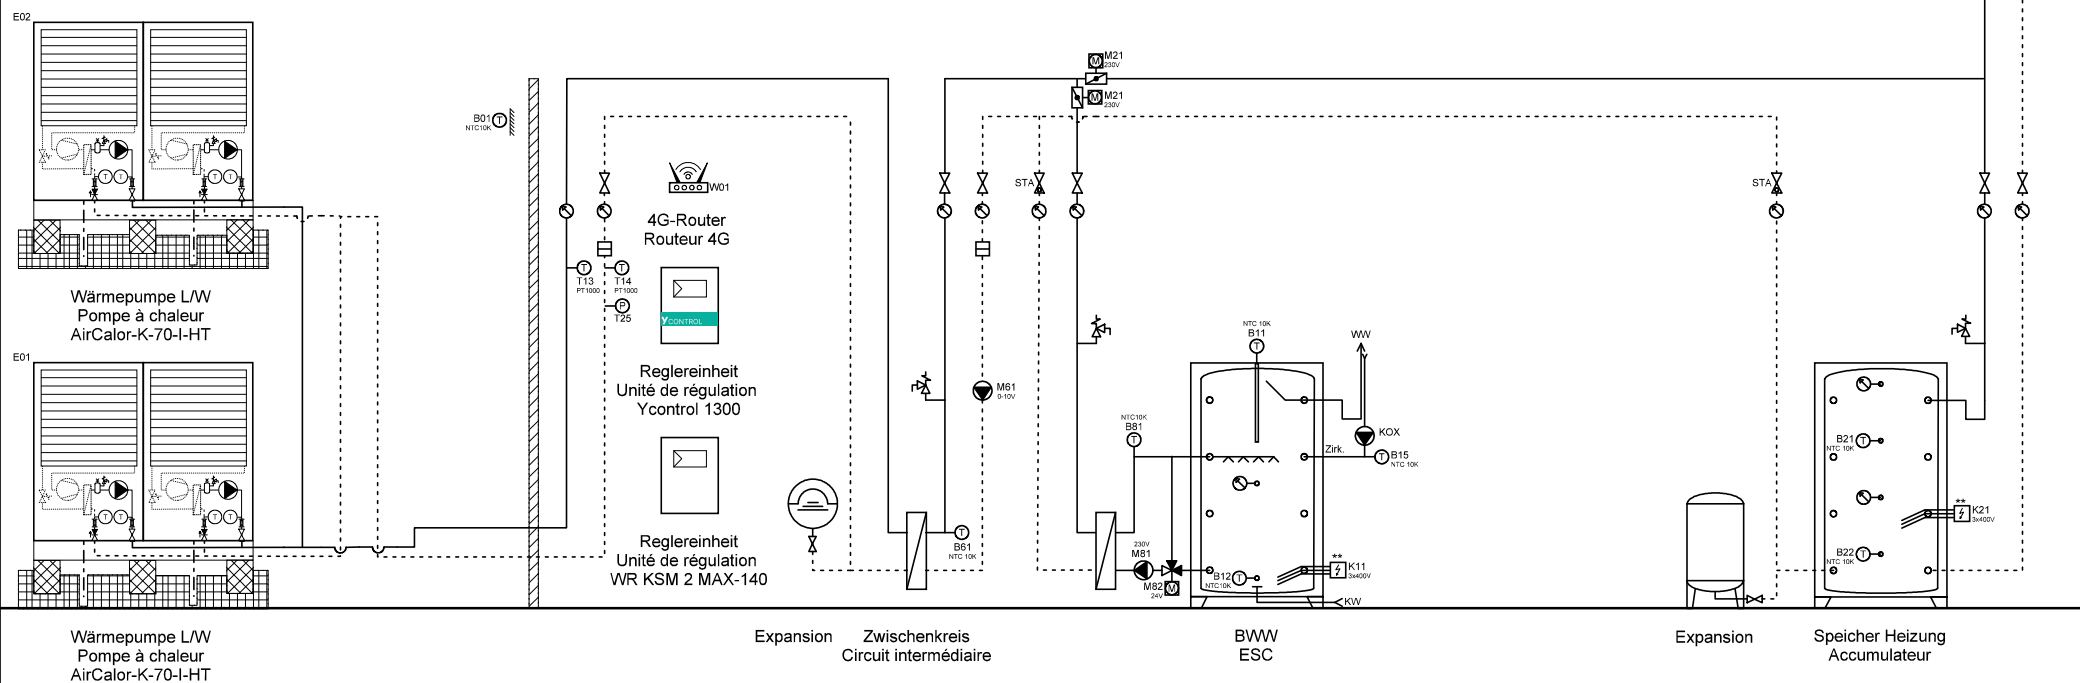 E02
Wärmepumpe L/W
Pompe à chaleur
AirCalor-K-70-I-HT
E01
Wärmepumpe L/W
Pompe à chaleur
AirCalor-K-70-I-HT
B01
NTC10K
T
T13
PT1000
T
T14
PT1000
P
T25
W01
4G-Router
Routeur 4G
YCONTROL
Reglereinheit
Unité de régulation
Ycontrol 1300
Reglereinheit
Unité de régulation
WR KSM 2 MAX-140
Expansion
Zwischenkreis
Circuit intermédiaire
T
B61
NTC 10K
M61
0-10V
M
M21
230V
M
M21
230V
STA
STA
NTC10K
B81
T
230V
M81
M82
24V
M
NTC 10K
B11
T
WW
KOX
Zirk.
T
B15
NTC 10K
B12
NTC10K
T
**
K11
3x400V
KW
BWW
ESC
Expansion
B21
NTC 10K
T
**
K21
3x400V
B22
NTC 10K
T
Speicher Heizung
Accumulateur